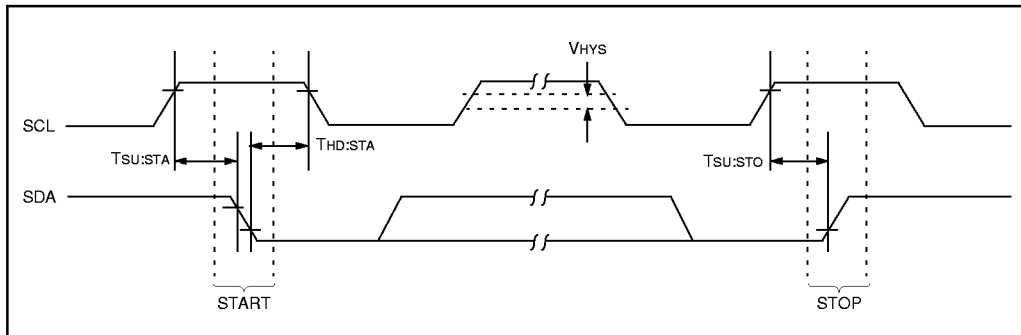 VHYS
SCL
THD:STA
TSU:STA
TSU:STO
SDA
START
STOP